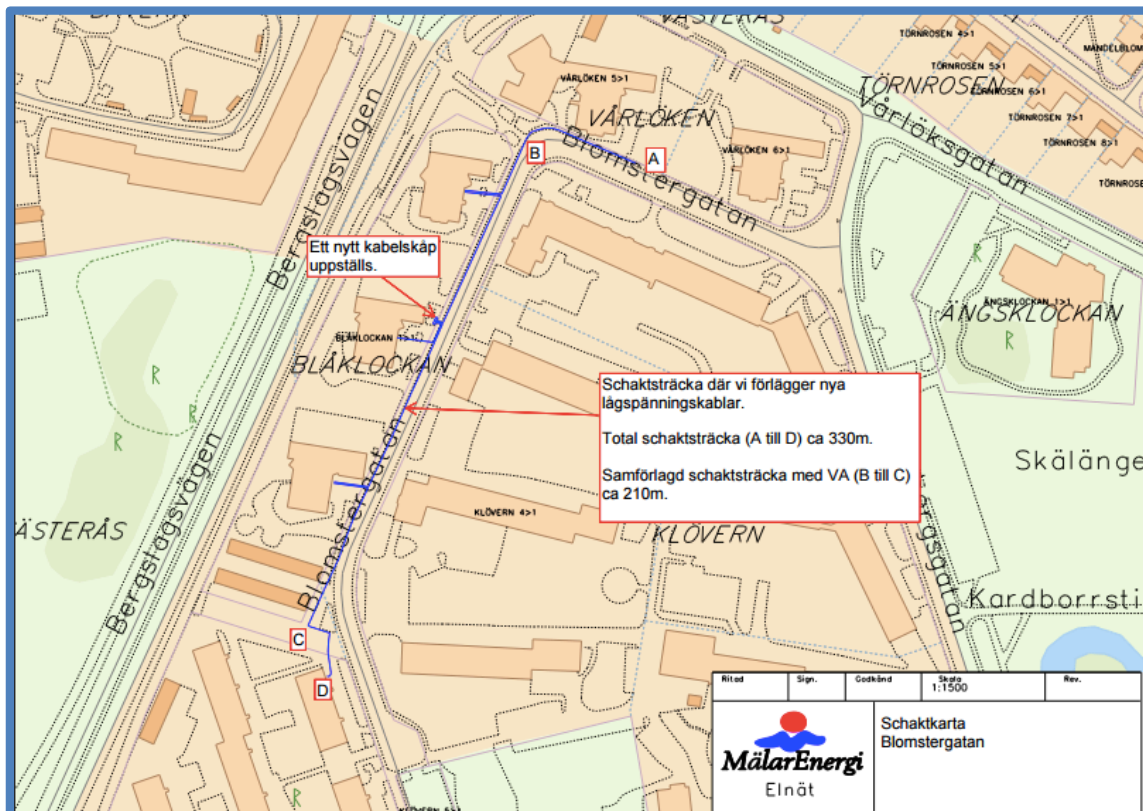 VÄSTERÅS
TÖRNROSEN 4>1
MANDELBLOM
TÖRNROSEN 5>1
TÖRNROSEN
TÖRNROSEN 6>1
VÅRLÖKEN 5>1
VÅRLÖKEN
Vårlöksgatan
TÖRNROSEN 7>1
TÖRNROSEN 8>1
VÅRLÖKEN 6>1
TÖRNROSE
Bergslagsvägen
B
A
Blomstergatan
Ett nytt kabelskåp
uppställs.
R
ÄNGSKLOCKAN 1>1
ÄNGSKLOCKAN
R
BLÅKLOCKAN 1>1
BLÅKLOCKAN
R
R
R
Schaktsträcka där vi förlägger nya
lågspänningskablar.
Total schaktsträcka (A till D) ca 330m.
Samförlagd schaktsträcka med VA (B till C)
ca 210m.
Skälänge
Bergslagsvägen
Blomstergatan
KLÖVERN 4>1
KLÖVERN
ÄSTERÅS
rgsgatan
Kardborrsti
C
D
R
Ritad
Sign.
Godkänd
Skala
1:1500
Rev.
MälarEnergi
Elnät
Schaktkarta
Blomstergatan